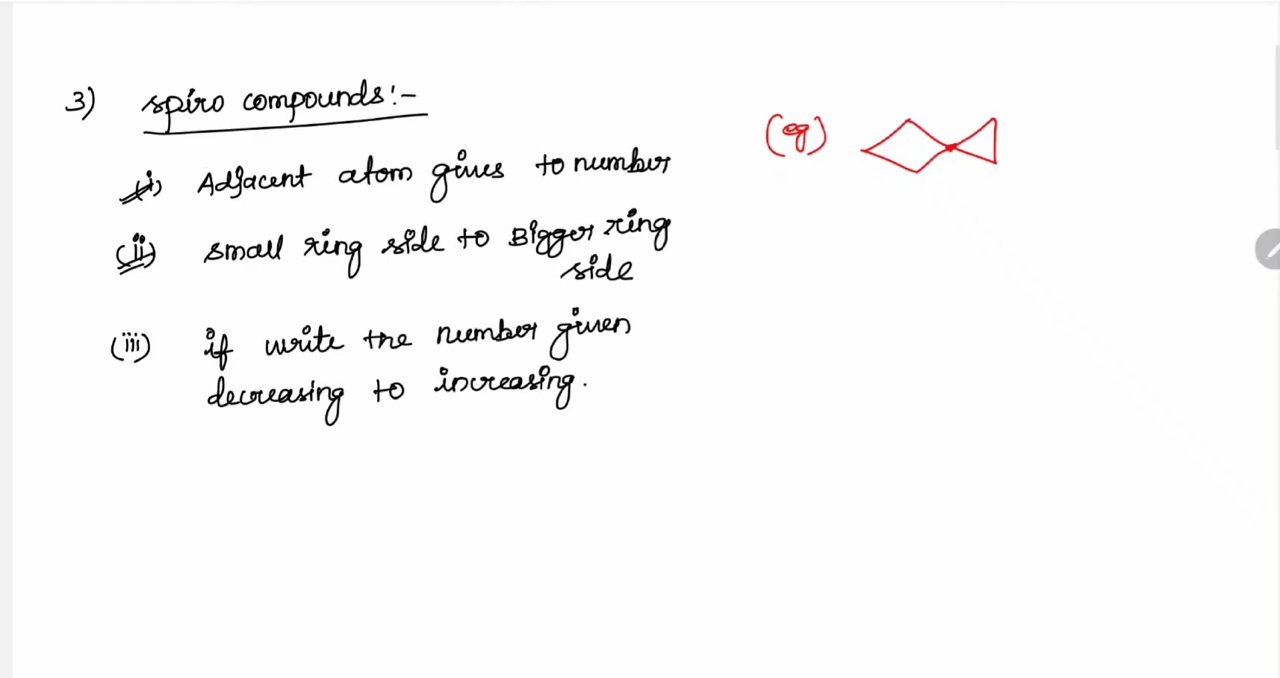 3) spiro compounds:-
(i) Adjacent atom gives to number
(ii) small ring side to Bigger ring
side
(iii) if write the number given
decreasing to increasing.
(eg)